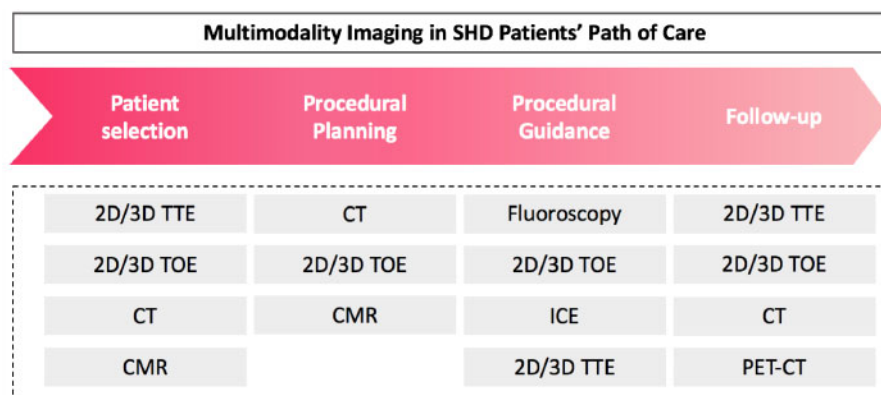 Multimodality Imaging in SHD Patients' Path of Care
Patient
selection
Procedural
Planning
Procedural
Guidance
Follow-up
2D/3D TTE
CT
Fluoroscopy
2D/3D TTE
2D/3D TOE
2D/3D TOE
2D/3D TOE
2D/3D TOE
CT
CMR
ICE
CT
CMR
2D/3D TTE
PET-CT